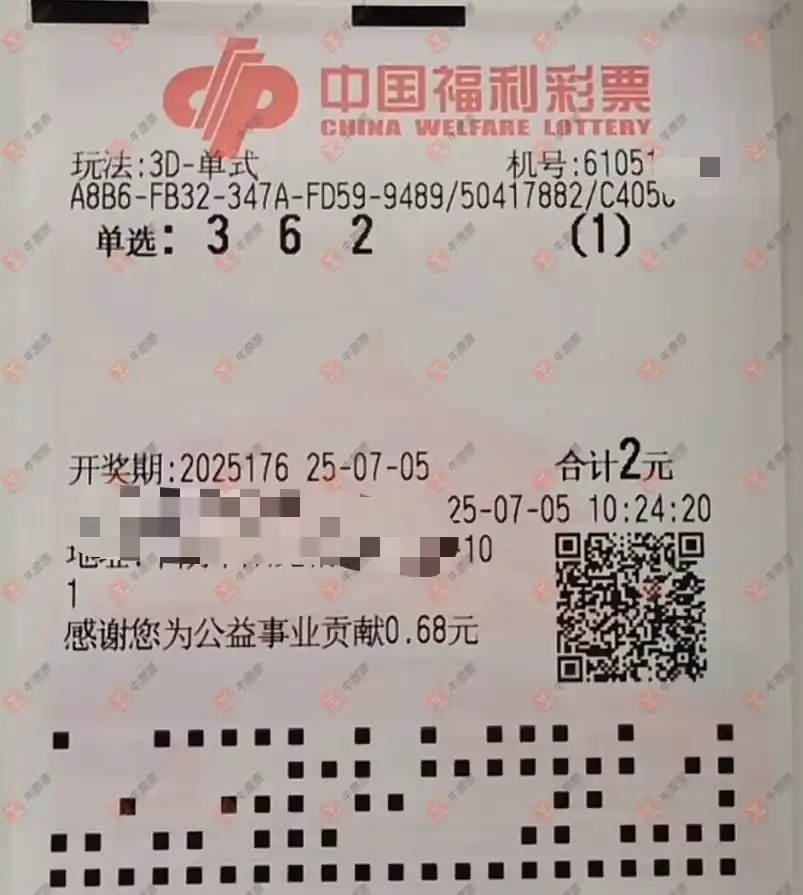 中国福利彩票
CHINA WELFARE LOTTERY
玩法:3D-单式 机号:61051
A8B6-FB32-347A-FD59-9489/50417882/C405
单选: 3 6 2 (1)
开奖期:2025176 25-07-05 合计2元
25-07-05 10:24:20
地址: -10
1
感谢您为公益事业贡献0.68元